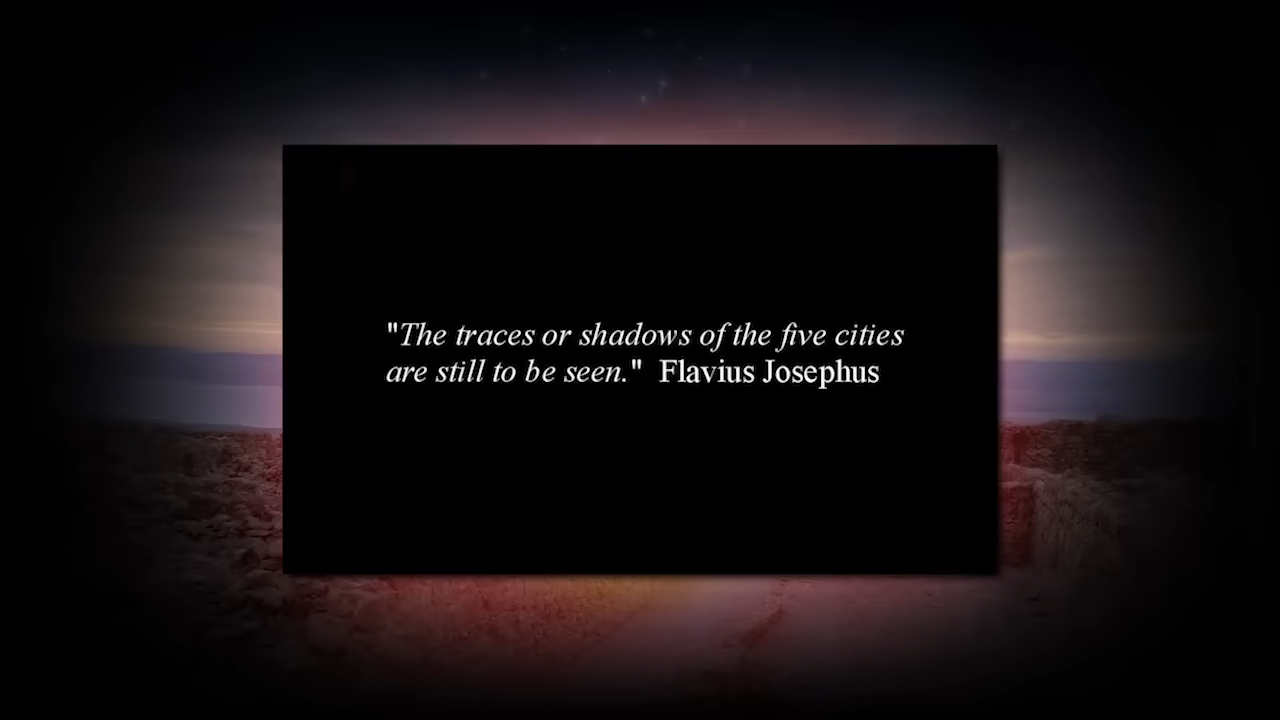 "The traces or shadows of the five cities
are still to be seen." Flavius Josephus